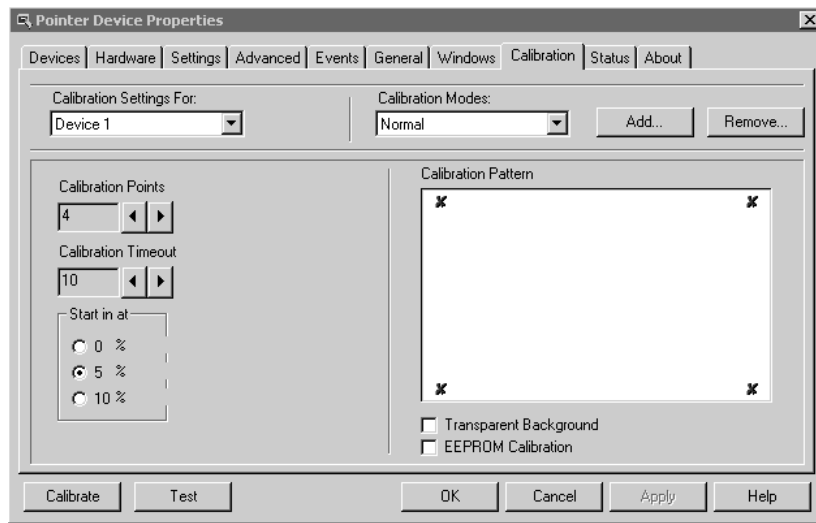 Pointer Device Properties
Devices Hardware Settings Advanced Events General Windows Calibration Status About
Calibration Settings For:
Device 1
Calibration Modes:
Normal
Add...
Remove...
Calibration Points
4
Calibration Timeout
10
Start in at
0 %
5 %
10 %
Calibration Pattern
Transparent Background
EEPROM Calibration
Calibrate Test OK Cancel Apply Help